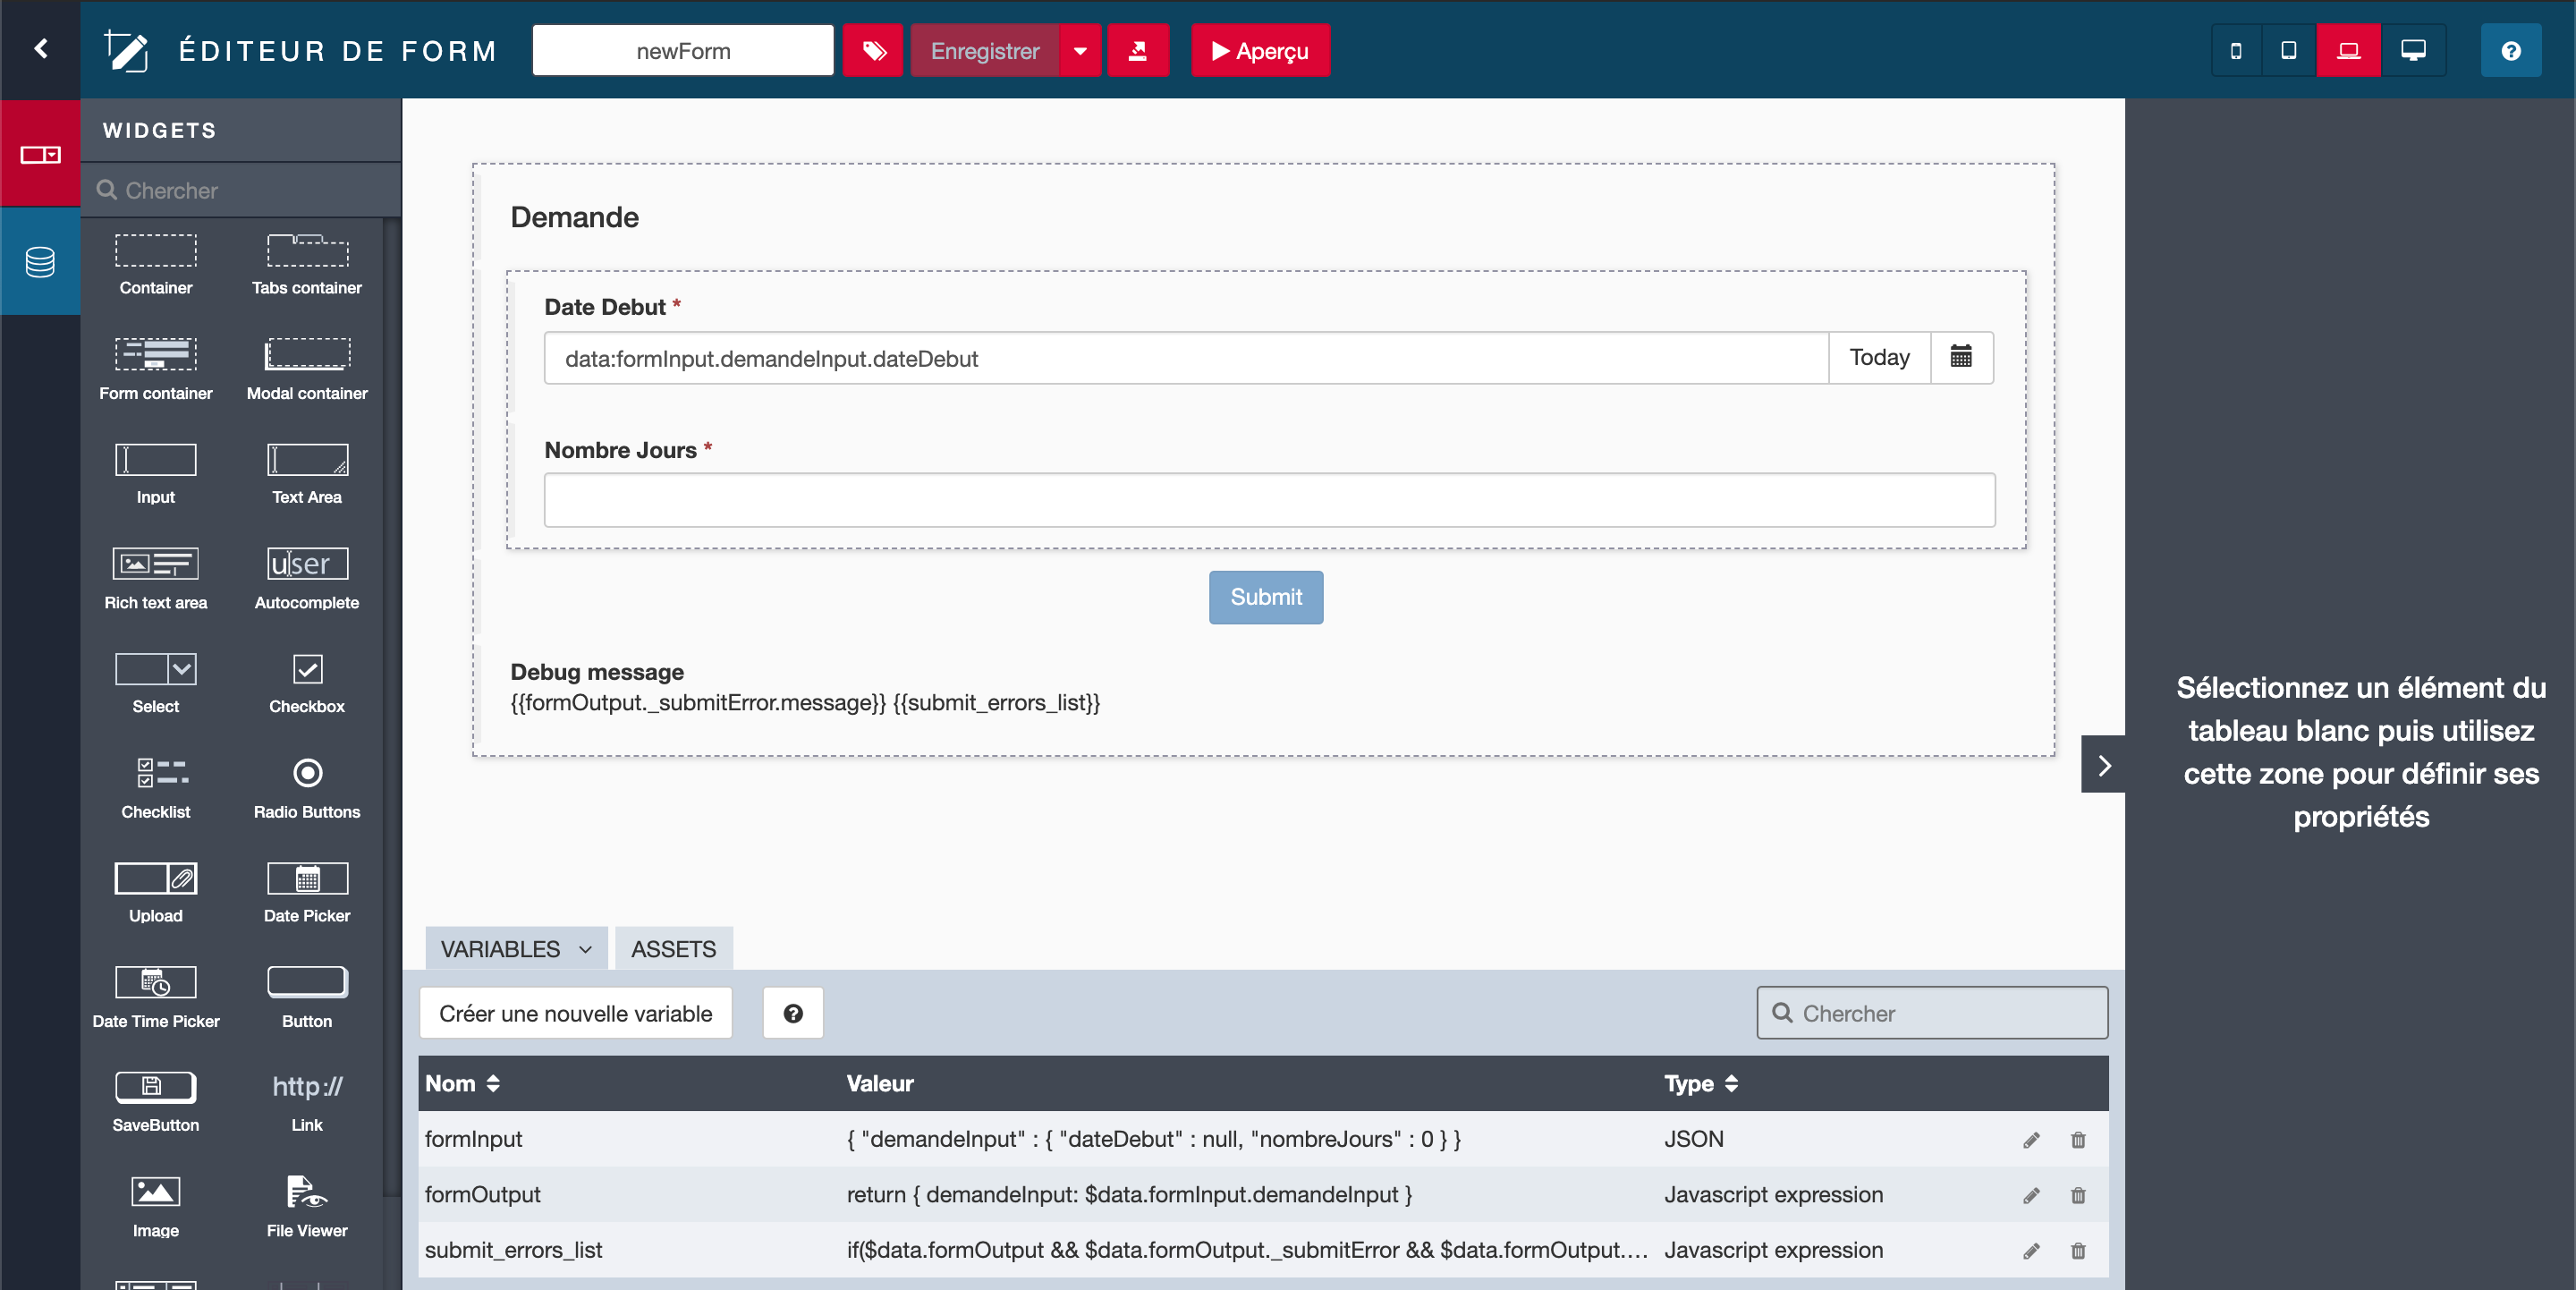 ÉDITEUR DE FORM
newForm
Enregistrer
Aperçu
WIDGETS
Chercher
Container
Tabs container
Form container
Modal container
Input
Text Area
user
Rich text area
Autocomplete
Select
Checkbox
Checklist
Radio Buttons
Upload
Date Picker
Date Time Picker
Button
http://
SaveButton
Link
Image
File Viewer
Demande
Date Debut *
data:formInput.demandeInput.dateDebut
Today
Nombre Jours *
Submit
Debug message
{{formOutput._submitError.message}} {{submit_errors_list}}
Sélectionnez un élément du
tableau blanc puis utilisez
cette zone pour définir ses
propriétés
VARIABLES
ASSETS
Créer une nouvelle variable
?
Chercher
Nom
Valeur
Type
formInput
{ "demandeInput" : { "dateDebut" : null, "nombreJours" : 0 } }
JSON
formOutput
return { demandeInput: $data.formInput.demandeInput }
Javascript expression
submit_errors_list
if($data.formOutput && $data.formOutput._submitError && $data.formOutput....
Javascript expression